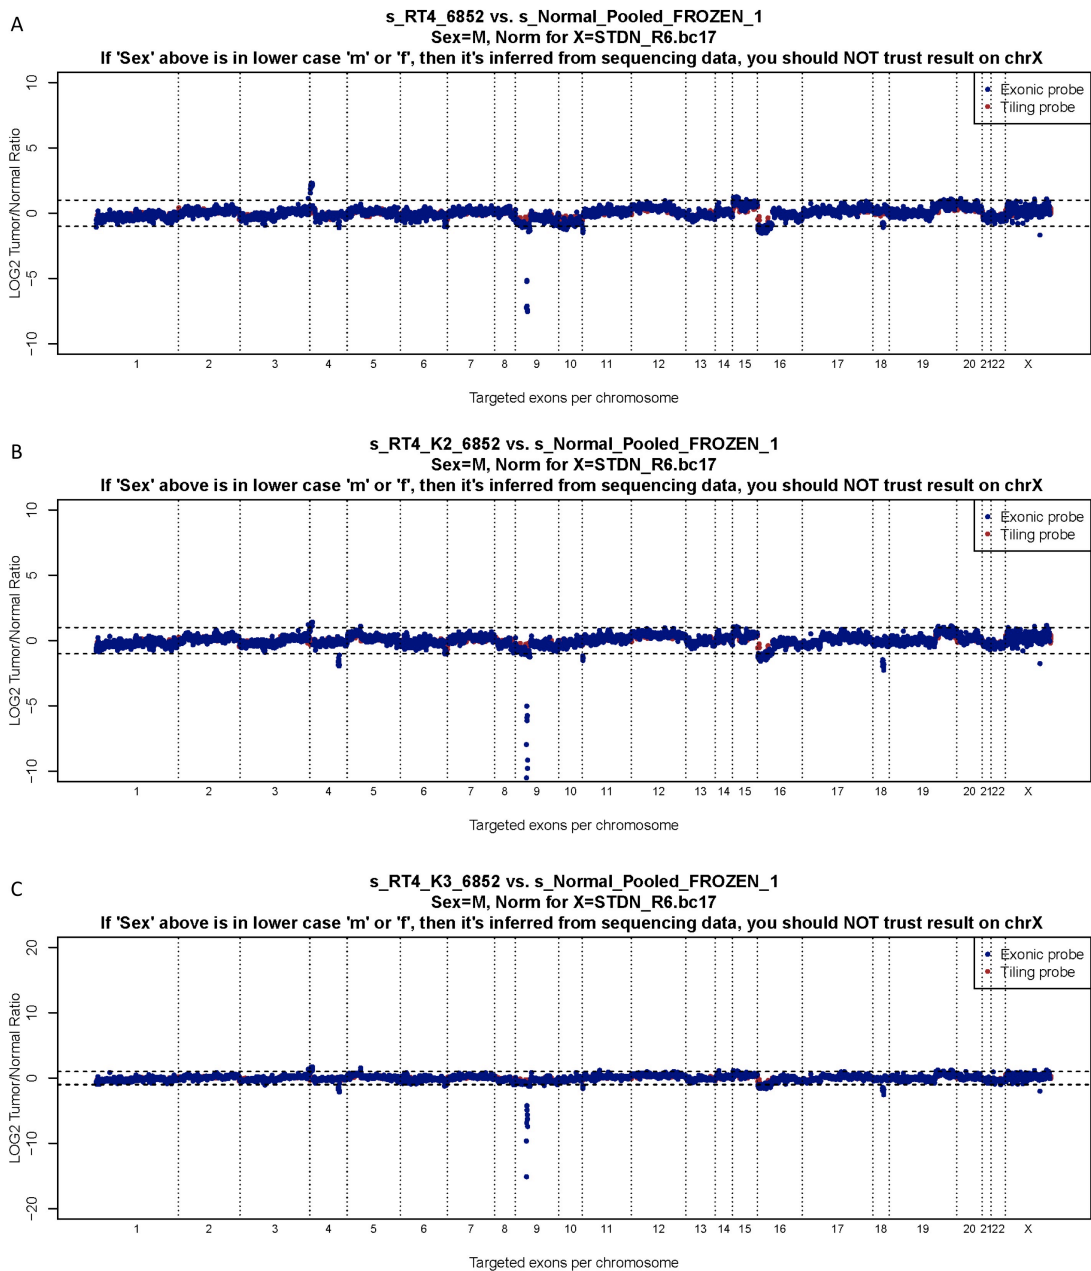 A
s_RT4_6852 vs. s_Normal_Pooled_FROZEN_1
Sex=M, Norm for X=STDN_R6.bc17
If 'Sex' above is in lower case 'm' or 'f', then it's inferred from sequencing data, you should NOT trust result on chrX
Exonic probe
Tiling probe
LOG2 Tumor/Normal Ratio
10
5
0
−5
−10
1 2 3 4 5 6 7 8 9 10 11 12 13 14 15 16 17 18 19 20 21 22 X
Targeted exons per chromosome
B
s_RT4_K2_6852 vs. s_Normal_Pooled_FROZEN_1
Sex=M, Norm for X=STDN_R6.bc17
If 'Sex' above is in lower case 'm' or 'f', then it's inferred from sequencing data, you should NOT trust result on chrX
Exonic probe
Tiling probe
LOG2 Tumor/Normal Ratio
10
5
0
−5
−10
1 2 3 4 5 6 7 8 9 10 11 12 13 14 15 16 17 18 19 20 21 22 X
Targeted exons per chromosome
C
s_RT4_K3_6852 vs. s_Normal_Pooled_FROZEN_1
Sex=M, Norm for X=STDN_R6.bc17
If 'Sex' above is in lower case 'm' or 'f', then it's inferred from sequencing data, you should NOT trust result on chrX
Exonic probe
Tiling probe
LOG2 Tumor/Normal Ratio
20
10
0
−10
−20
1 2 3 4 5 6 7 8 9 10 11 12 13 14 15 16 17 18 19 20 21 22 X
Targeted exons per chromosome